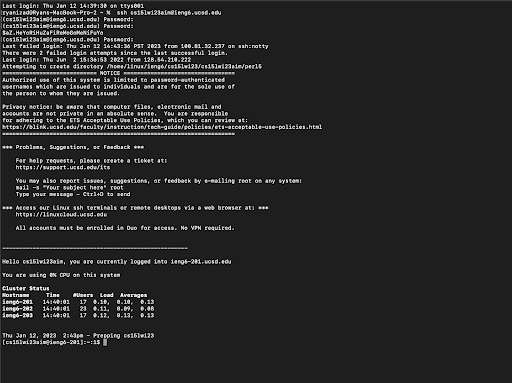 Last login: Thu Jan 12 14:39:30 on ttys001
ryanizad@Ryans-MacBook-Pro-2 ~ % ssh cs15lwi23aim@ieng6.ucsd.edu
(cs15lwi23aim@ieng6.ucsd.edu) Password:
(cs15lwi23aim@ieng6.ucsd.edu) Password:
(cs15lwi23aim@ieng6.ucsd.edu) Password:
Last failed login: Thu Jan 12 14:43:36 PST 2023 from 100.81.32.237 on ssh:notty
There were 2 failed login attempts since the last successful login.
Last login: Thu Jun 2 15:36:53 2022 from 128.54.210.222
Attempting to create directory /home/linux/ieng6/cs15lwi23/cs15lwi23aim/perl5
============================ NOTICE ================================
Authorized use of this system is limited to password-authenticated
usernames which are issued to individuals and are for the sole use of
the person to whom they are issued.
Privacy notice: be aware that computer files, electronic mail and
accounts are not private in an absolute sense. You are responsible
for adhering to the ETS Acceptable Use Policies, which you can review at:
https://blink.ucsd.edu/faculty/instruction/tech-guide/policies/ets-acceptable-use-policies.html
====================================================================
*** Problems, Suggestions, or Feedback ***
For help requests, please create a ticket at:
https://support.ucsd.edu/its
You may also report issues, suggestions, or feedback by e-mailing root on any system:
mail -s "Your subject here" root
Type your message - Ctrl+D to send
*** Access our Linux ssh terminals or remote desktops via a web browser at: ***
https://linuxcloud.ucsd.edu
All accounts must be enrolled in Duo for access. No VPN required.
------------------------------------------------------
Hello cs15lwi23aim, you are currently logged into ieng6-201.ucsd.edu
You are using 0% CPU on this system
Cluster Status
Hostname Time #Users Load Averages
ieng6-201 14:40:01 17 0.10, 0.10, 0.13
ieng6-202 14:40:01 23 0.11, 0.09, 0.08
ieng6-203 14:40:01 17 0.12, 0.13, 0.13
Thu Jan 12, 2023 2:43pm - Prepping cs15lwi23
[cs15lwi23aim@ieng6-201]:~:1$